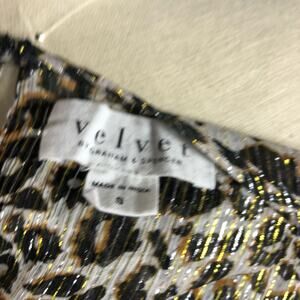 velvet
BY GRAHAM & SPENCER
MADE IN INDIA
S